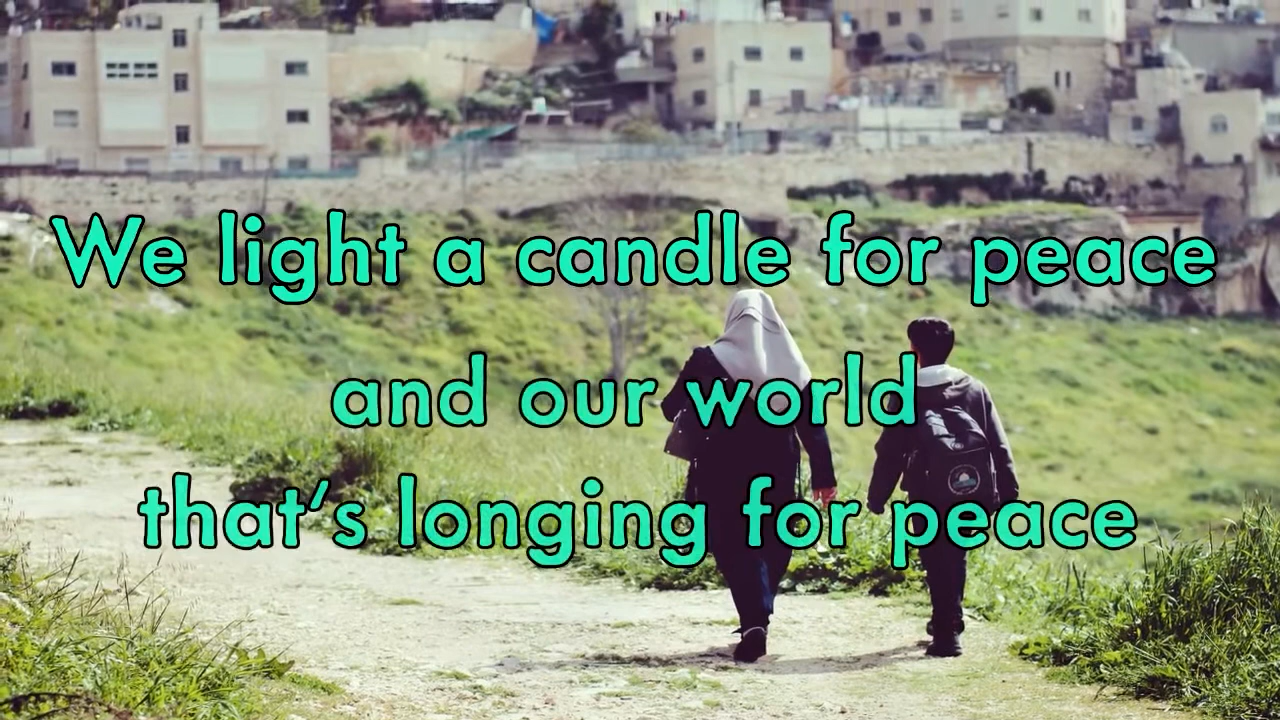 We light a candle for peace
and our world
that's longing for peace